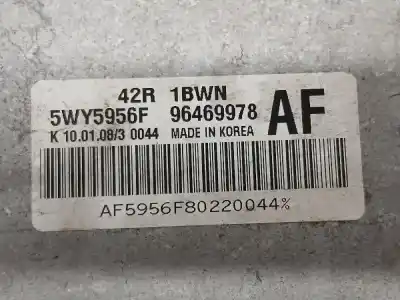 42R 1BWN
5WY5956F 96469978 AF
K 10.01.08/3 0044 MADE IN KOREA
AF5956F80220044%